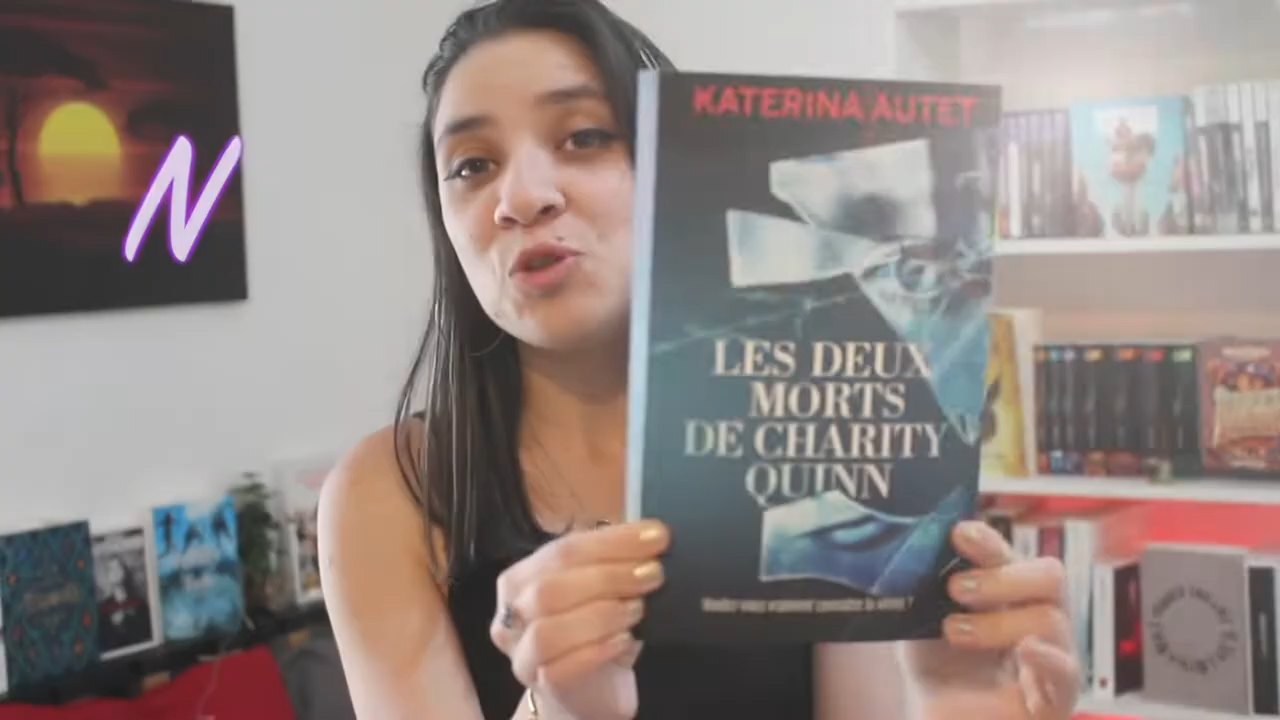 N
KATERINA AUTET
LES DEUX
MORTS
DE CHARITY
QUINN